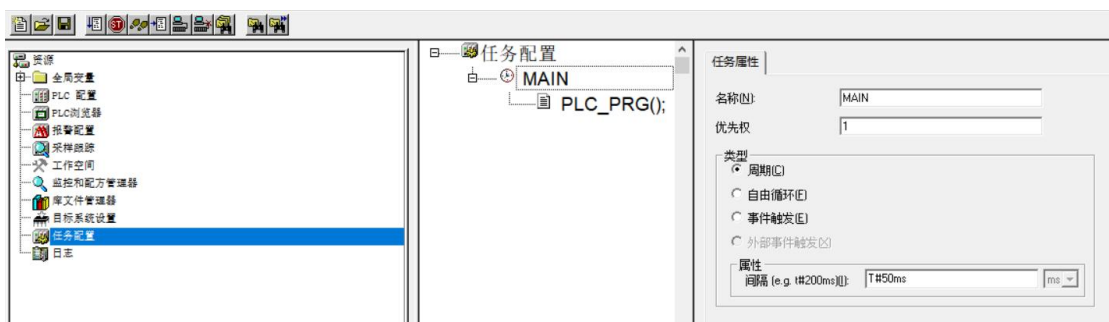 资源
全局变量
PLC 配置
PLC浏览器
报警配置
采样跟踪
工作空间
监控和配方管理器
库文件管理器
目标系统设置
任务配置
日志
任务配置
MAIN
PLC_PRG();
任务属性
名称(N): MAIN
优先权 1
类型
周期(C)
自由循环(F)
事件触发(E)
外部事件触发(X)
属性
间隔 (e.g. t#200ms)(I): T#50ms ms